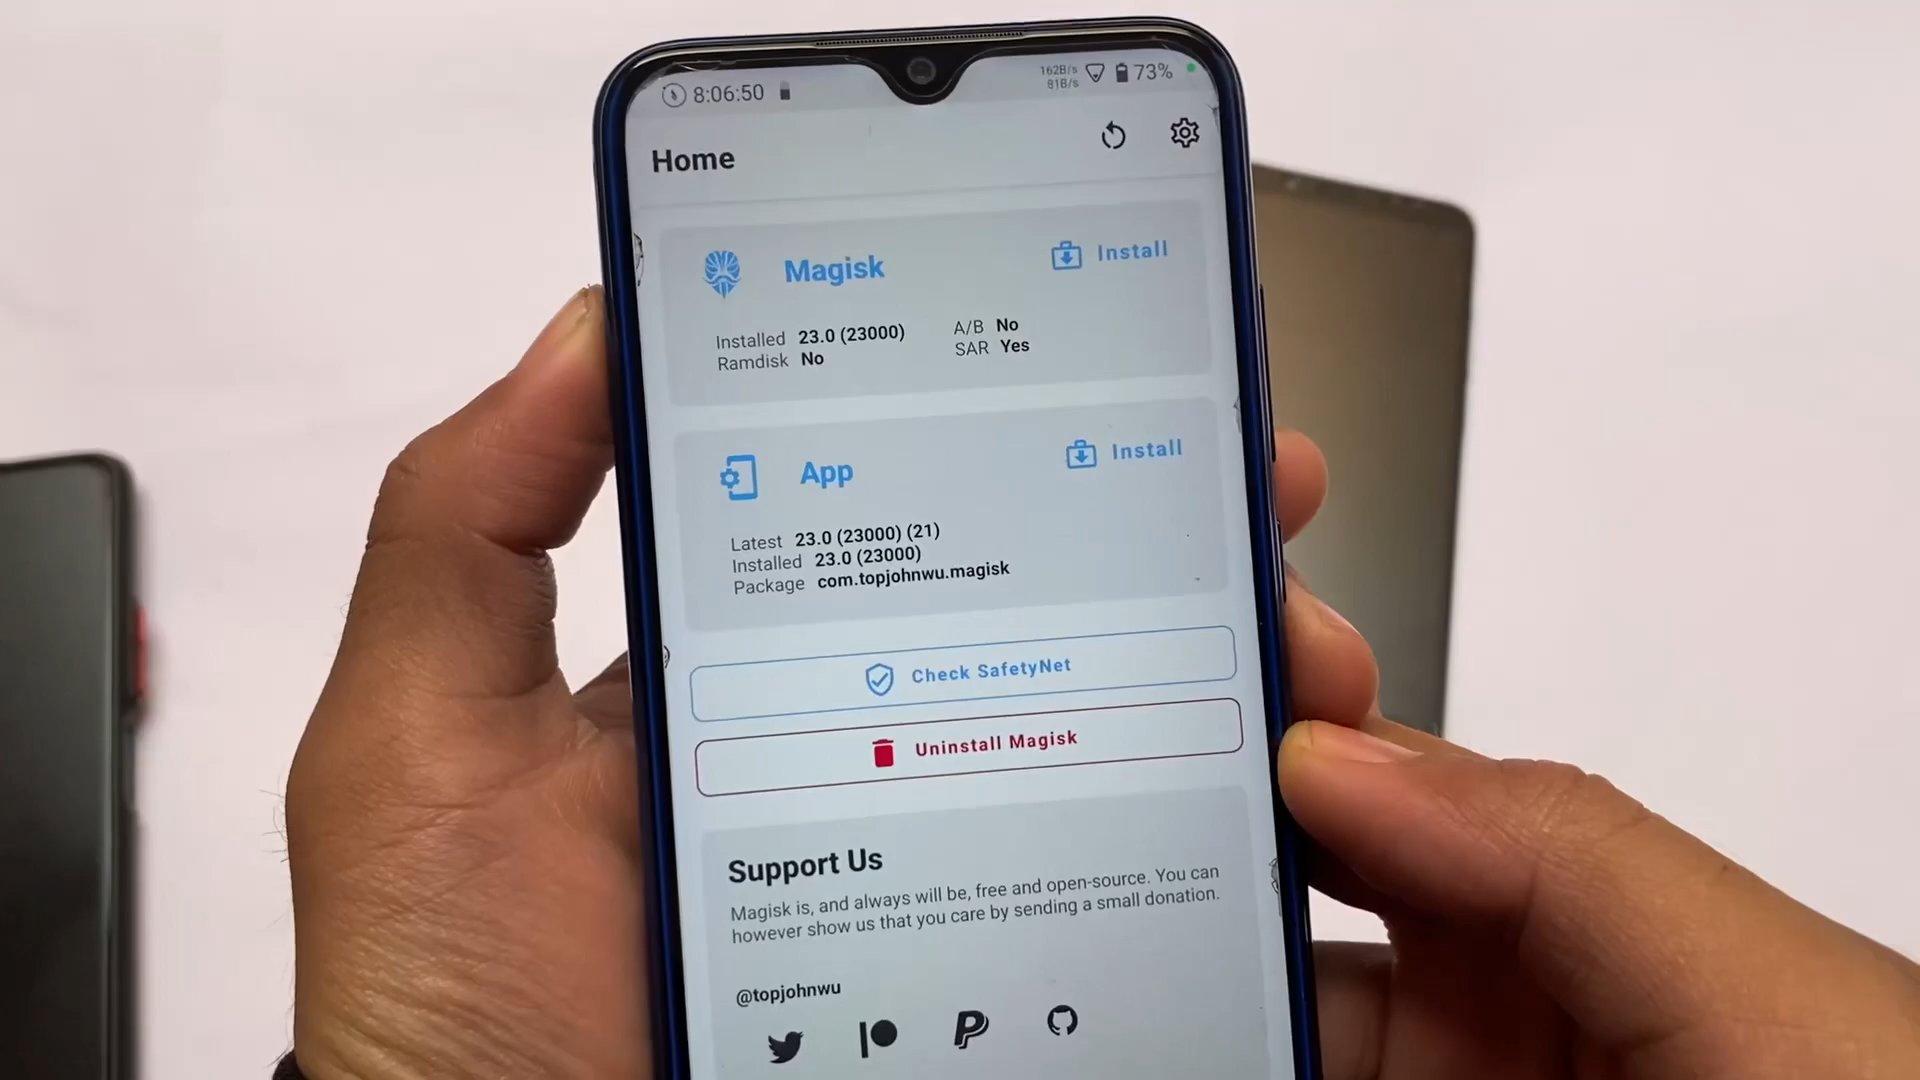 8:06:50
162B/s
81B/s
73%
Home
Magisk
Install
Installed 23.0 (23000)
A/B No
Ramdisk No
SAR Yes
App
Install
Latest 23.0 (23000) (21)
Installed 23.0 (23000)
Package com.topjohnwu.magisk
Check SafetyNet
Uninstall Magisk
Support Us
Magisk is, and always will be, free and open-source. You can
however show us that you care by sending a small donation.
@topjohnwu